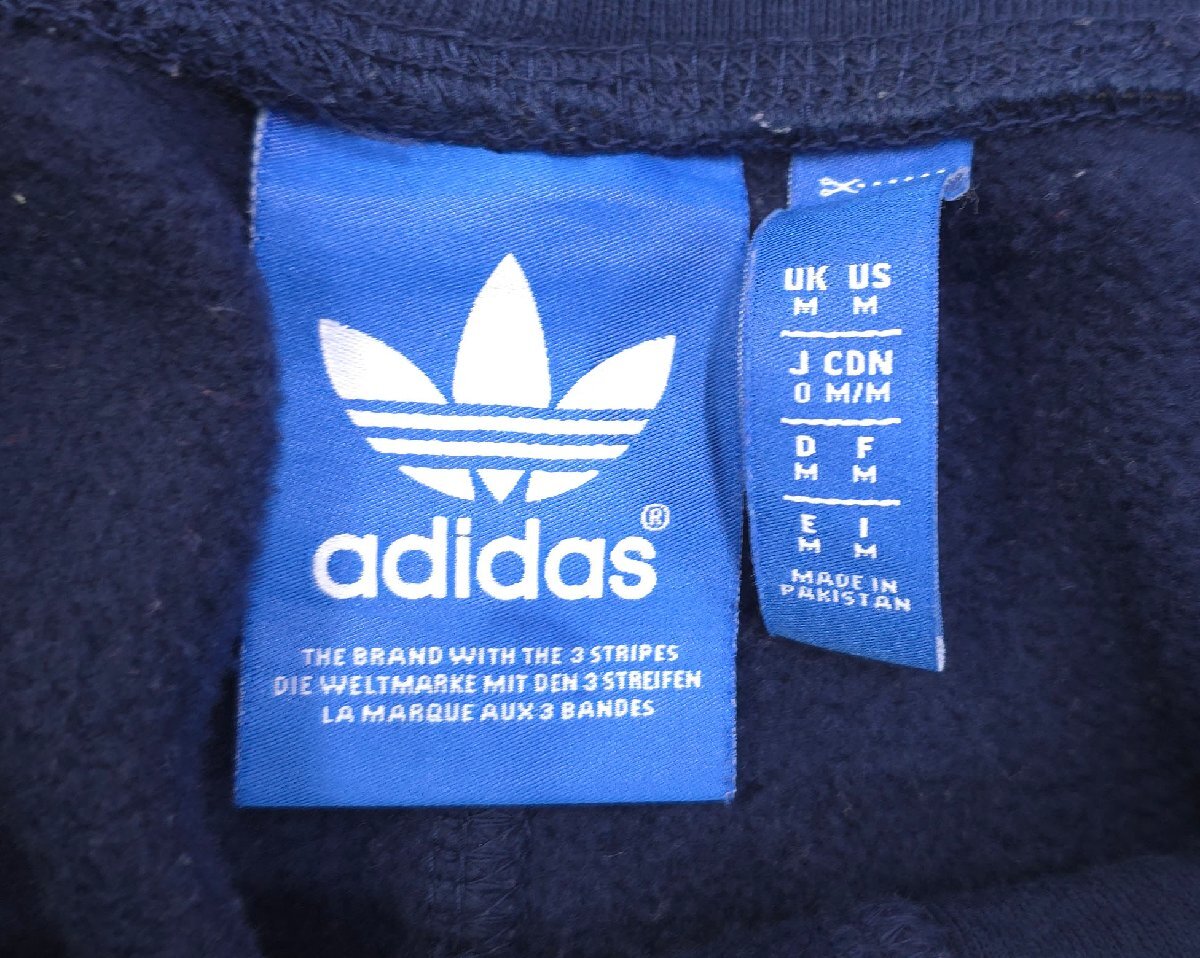 adidas®
THE BRAND WITH THE 3 STRIPES
DIE WELTMARKE MIT DEN 3 STREIFEN
LA MARQUE AUX 3 BANDES
UK US
M M
J CDN
O M/M
D F
M M
E I
M M
MADE IN
PAKISTAN